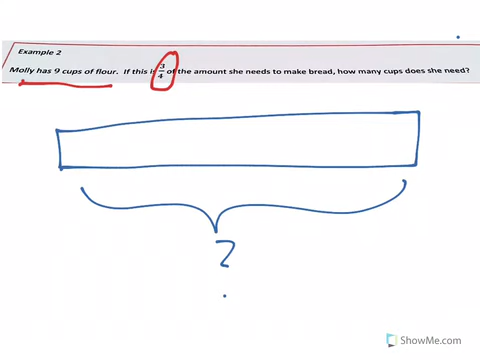 Example 2
Molly has 9 cups of flour. If this is 3/4 of the amount she needs to make bread, how many cups does she need?
?
ShowMe.com